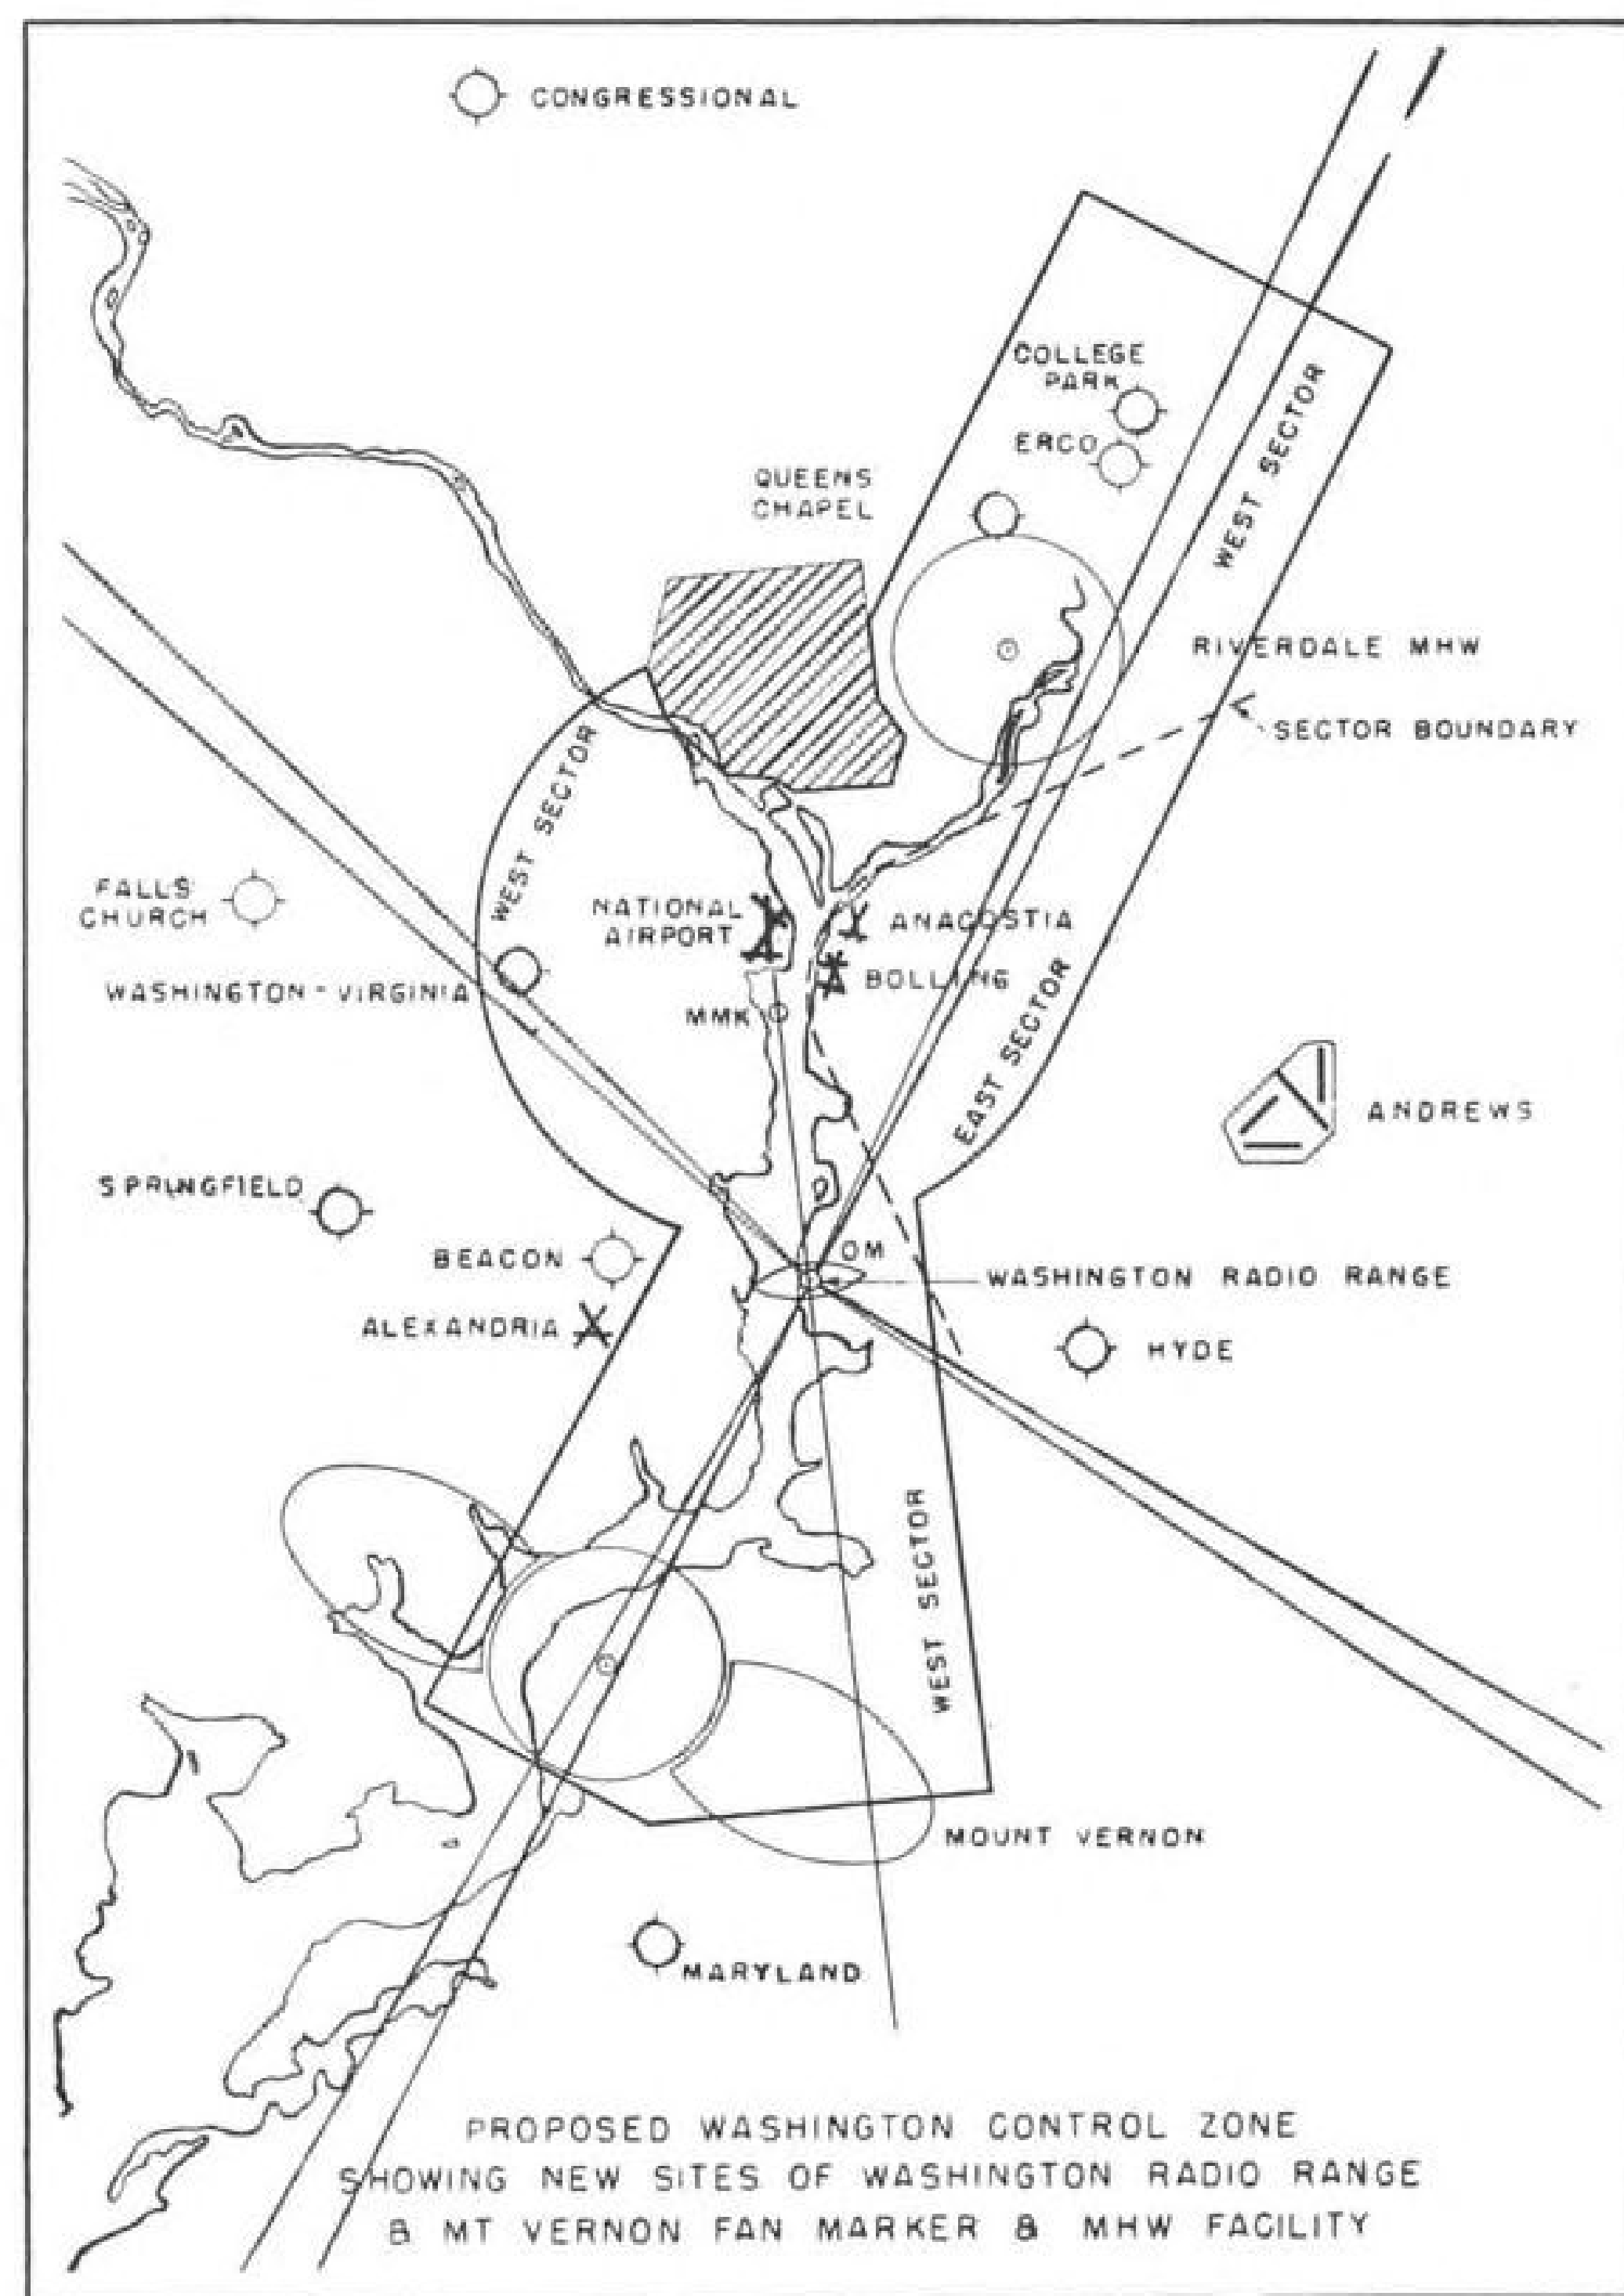 CONGRESSIONAL
COLLEGE
PARK
ERCO
QUEENS
CHAPEL
WEST SECTOR
RIVERDALE MHW
SECTOR BOUNDARY
WEST SECTOR
FALLS
CHURCH
NATIONAL
AIRPORT
ANACOSTIA
BOLLING
WASHINGTON - VIRGINIA
MMK
EAST SECTOR
ANDREWS
SPRINGFIELD
BEACON
OM
WASHINGTON RADIO RANGE
ALEXANDRIA
HYDE
WEST SECTOR
MOUNT VERNON
MARYLAND
PROPOSED WASHINGTON CONTROL ZONE
SHOWING NEW SITES OF WASHINGTON RADIO RANGE
& MT VERNON FAN MARKER & MHW FACILITY